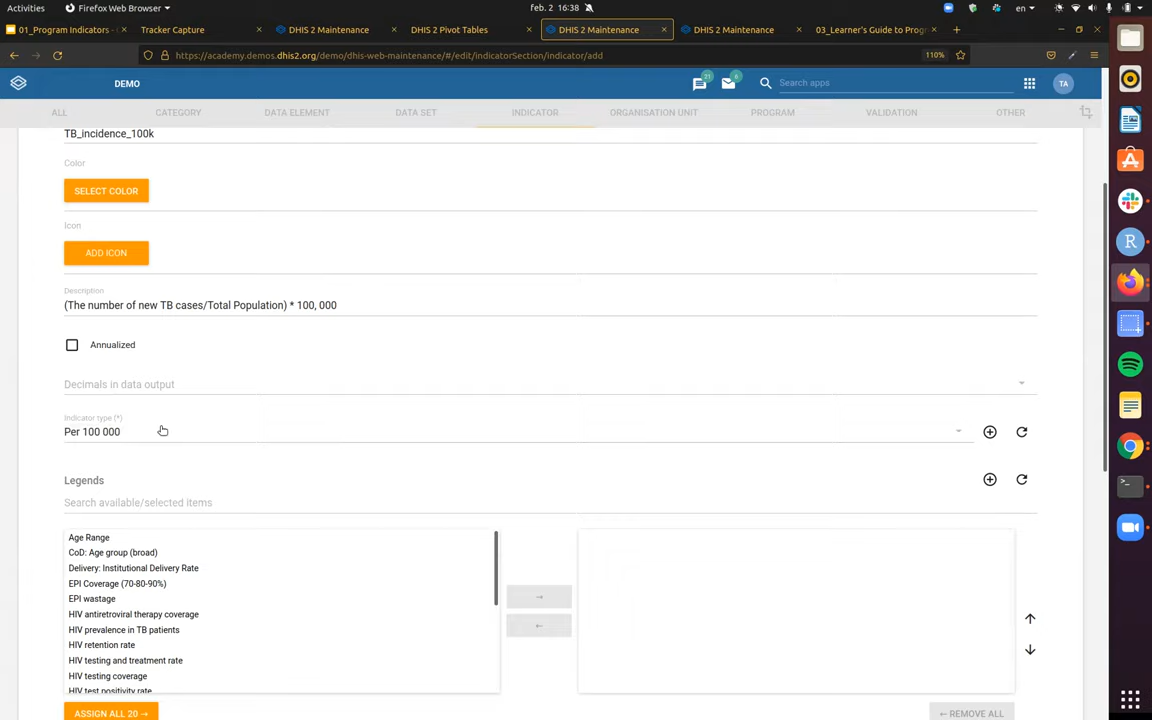 Activities
Firefox Web Browser
feb. 2 16:38
en
01_Program Indicators -
Tracker Capture
DHIS 2 Maintenance
DHIS 2 Pivot Tables
DHIS 2 Maintenance
DHIS 2 Maintenance
03_Learner's Guide to Progr
https://academy.demos.dhis2.org/demo/dhis-web-maintenance/#/edit/indicatorSection/indicator/add
110%
DEMO
21
6
Search apps
TA
ALL
CATEGORY
DATA ELEMENT
DATA SET
INDICATOR
ORGANISATION UNIT
PROGRAM
VALIDATION
OTHER
TB_incidence_100k
Color
SELECT COLOR
Icon
ADD ICON
Description
(The number of new TB cases/Total Population) * 100, 000
Annualized
Decimals in data output
Indicator type (*)
Per 100 000
Legends
Search available/selected items
Age Range
CoD: Age group (broad)
Delivery: Institutional Delivery Rate
EPI Coverage (70-80-90%)
EPI wastage
HIV antiretroviral therapy coverage
HIV prevalence in TB patients
HIV retention rate
HIV testing and treatment rate
HIV testing coverage
HIV test positivity rate
ASSIGN ALL 20 →
← REMOVE ALL